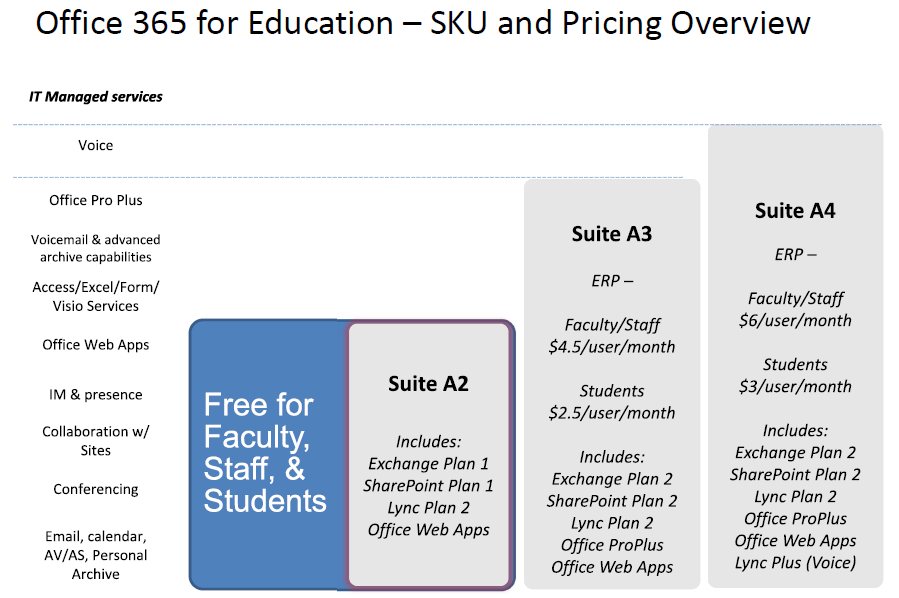 Office 365 for Education – SKU and Pricing Overview
IT Managed services
Voice
Office Pro Plus
Voicemail & advanced
archive capabilities
Access/Excel/Form/
Visio Services
Office Web Apps
IM & presence
Collaboration w/
Sites
Conferencing
Email, calendar,
AV/AS, Personal
Archive
Free for
Faculty,
Staff, &
Students
Suite A2
Includes:
Exchange Plan 1
SharePoint Plan 1
Lync Plan 2
Office Web Apps
Suite A3
ERP –
Faculty/Staff
$4.5/user/month
Students
$2.5/user/month
Includes:
Exchange Plan 2
SharePoint Plan 2
Lync Plan 2
Office ProPlus
Office Web Apps
Suite A4
ERP –
Faculty/Staff
$6/user/month
Students
$3/user/month
Includes:
Exchange Plan 2
SharePoint Plan 2
Lync Plan 2
Office ProPlus
Office Web Apps
Lync Plus (Voice)